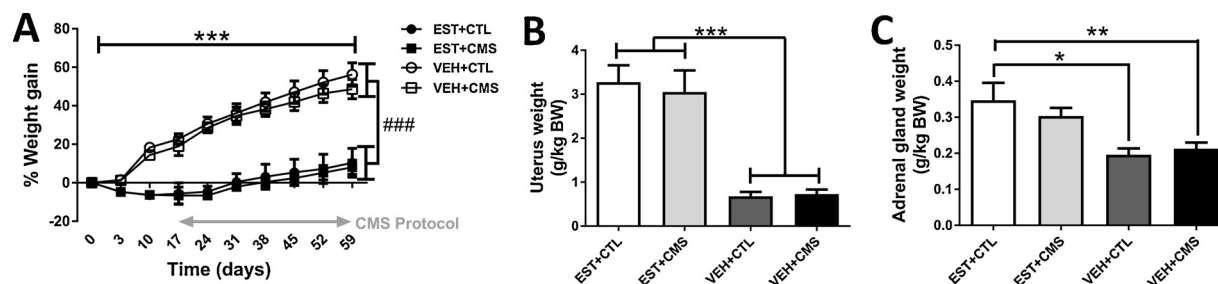 A
% Weight gain
80
60
40
20
0
-20
***
EST+CTL
EST+CMS
VEH+CTL
VEH+CMS
###
CMS Protocol
0 3 10 17 24 31 38 45 52 59
Time (days)
B
Uterus weight
(g/kg BW)
4
3
2
1
0
***
EST+CTL
EST+CMS
VEH+CTL
VEH+CMS
C
Adrenal gland weight
(g/kg BW)
0.5
0.4
0.3
0.2
0.1
0.0
**
*
EST+CTL
EST+CMS
VEH+CTL
VEH+CMS